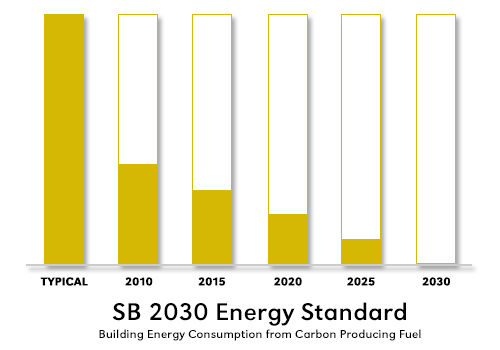 TYPICAL 2010 2015 2020 2025 2030
SB 2030 Energy Standard
Building Energy Consumption from Carbon Producing Fuel